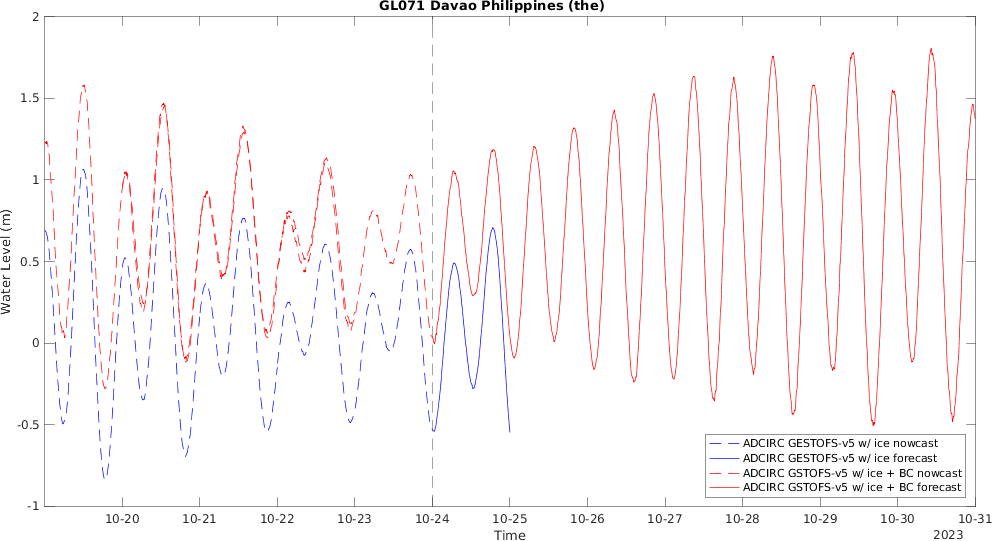 GL071 Davao Philippines (the)
2
1.5
1
0.5
0
-0.5
-1
Water Level (m)
ADCIRC GESTOFS-v5 w/ ice nowcast
ADCIRC GESTOFS-v5 w/ ice forecast
ADCIRC GSTOFS-v5 w/ ice + BC nowcast
ADCIRC GSTOFS-v5 w/ ice + BC forecast
10-20 10-21 10-22 10-23 10-24 10-25 10-26 10-27 10-28 10-29 10-30 10-31
Time
2023